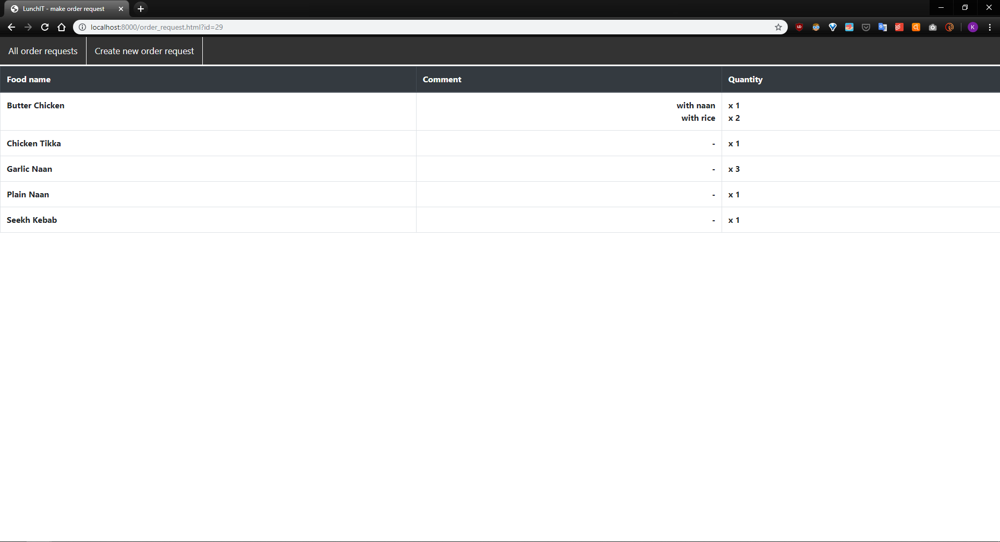 LunchIT - make order request
localhost:8000/order_request.html?id=29
K
All order requests Create new order request
Food name Comment Quantity
Butter Chicken with naan x 1
with rice x 2
Chicken Tikka - x 1
Garlic Naan - x 3
Plain Naan - x 1
Seekh Kebab - x 1